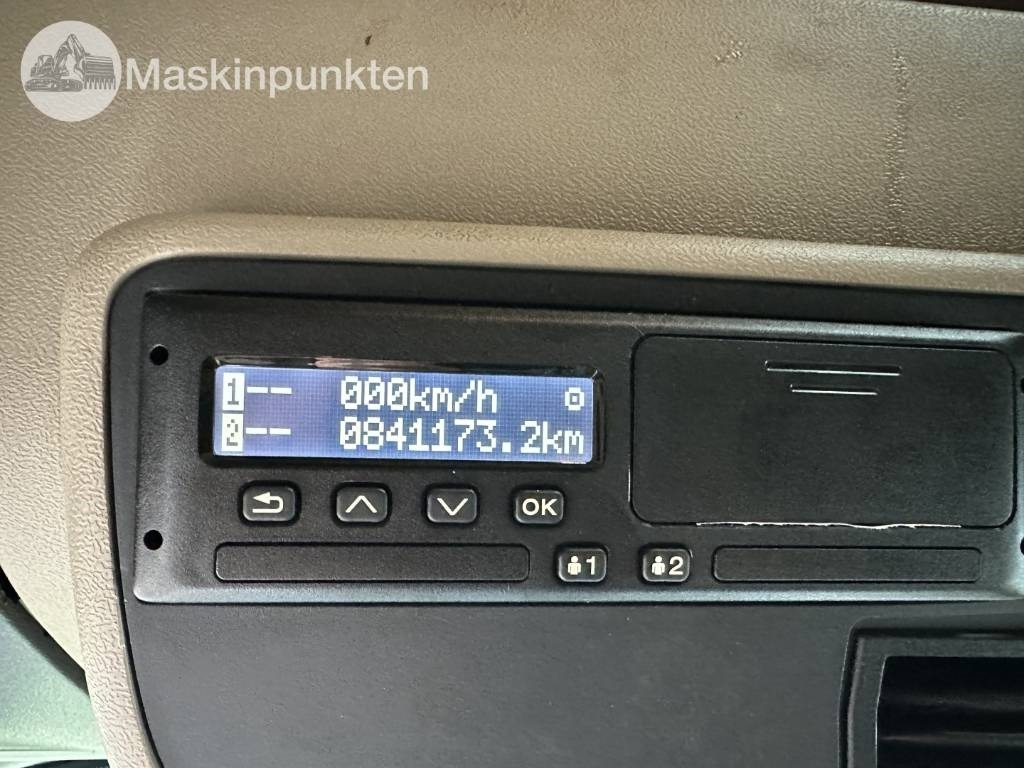 Maskinpunkten
1-- 000km/h
2-- 0841173.2km
OK
1 2